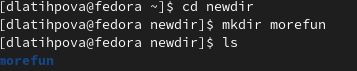 [dlatihpova@fedora ~]$ cd newdir
[dlatihpova@fedora newdir]$ mkdir morefun
[dlatihpova@fedora newdir]$ ls
morefun